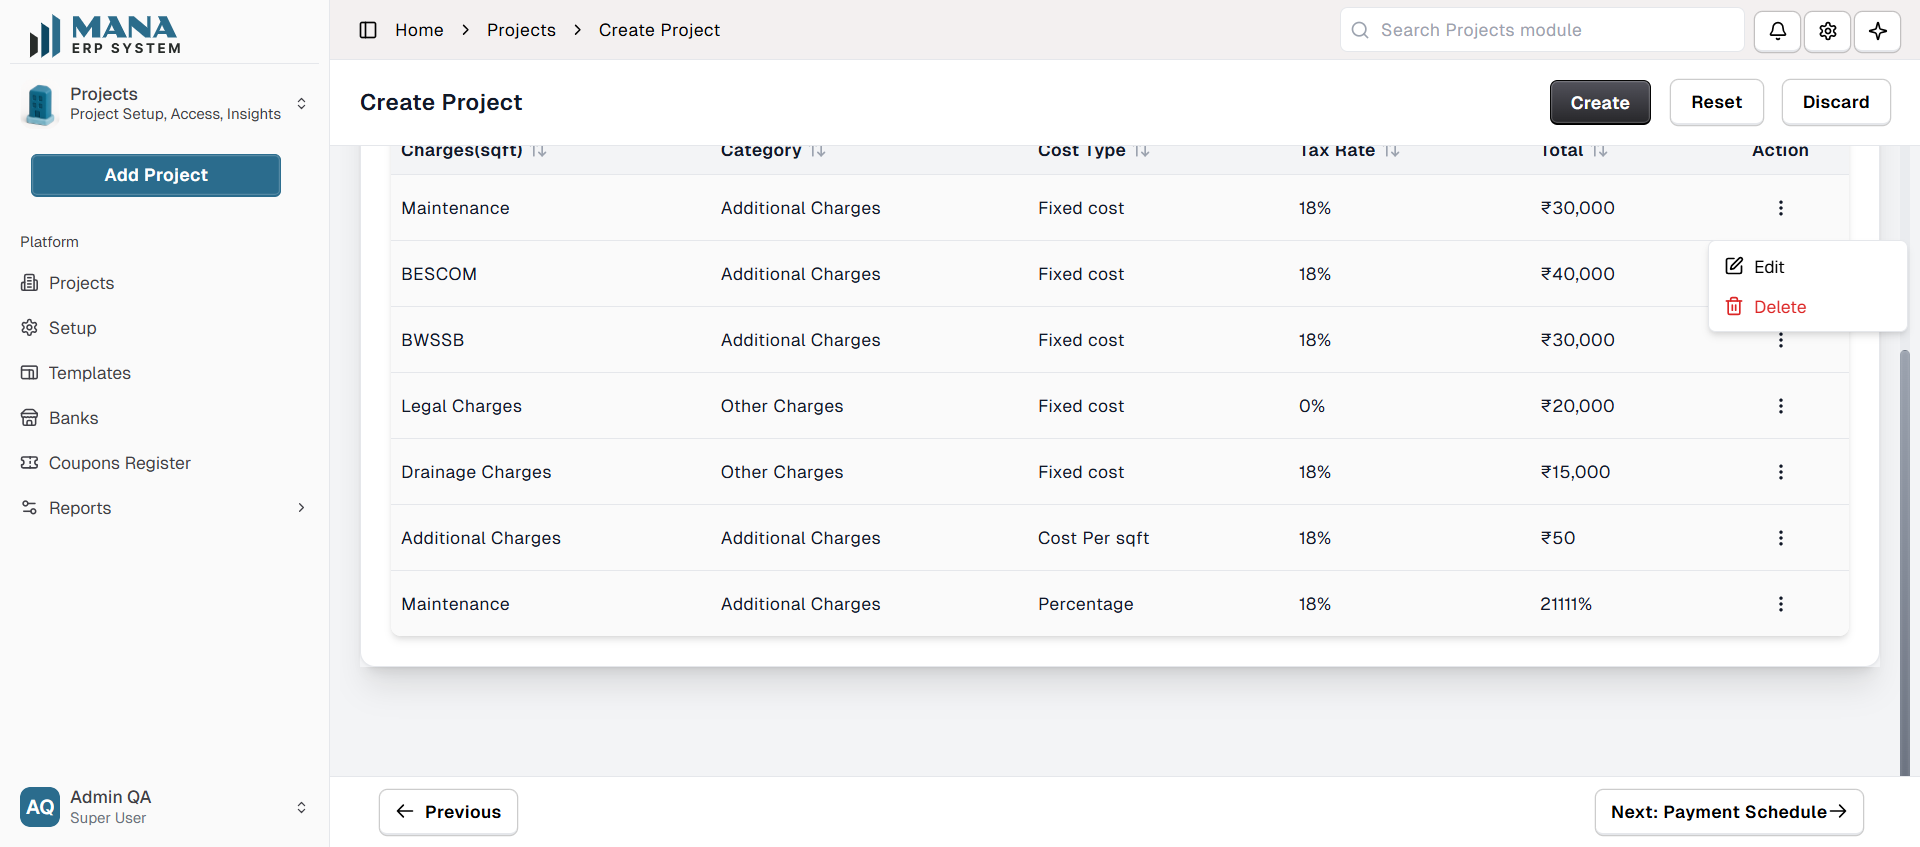 MANA
ERP SYSTEM
Projects
Project Setup, Access, Insights
Add Project
Platform
Projects
Setup
Templates
Banks
Coupons Register
Reports
AQ
Admin QA
Super User
Home > Projects > Create Project
Search Projects module
Create Project
Create
Reset
Discard
Charges(sqft) Category Cost Type Tax Rate Total Action
Maintenance Additional Charges Fixed cost 18% ₹30,000
BESCOM Additional Charges Fixed cost 18% ₹40,000
BWSSB Additional Charges Fixed cost 18% ₹30,000
Legal Charges Other Charges Fixed cost 0% ₹20,000
Drainage Charges Other Charges Fixed cost 18% ₹15,000
Additional Charges Additional Charges Cost Per sqft 18% ₹50
Maintenance Additional Charges Percentage 18% 21111%
Edit
Delete
Previous
Next: Payment Schedule